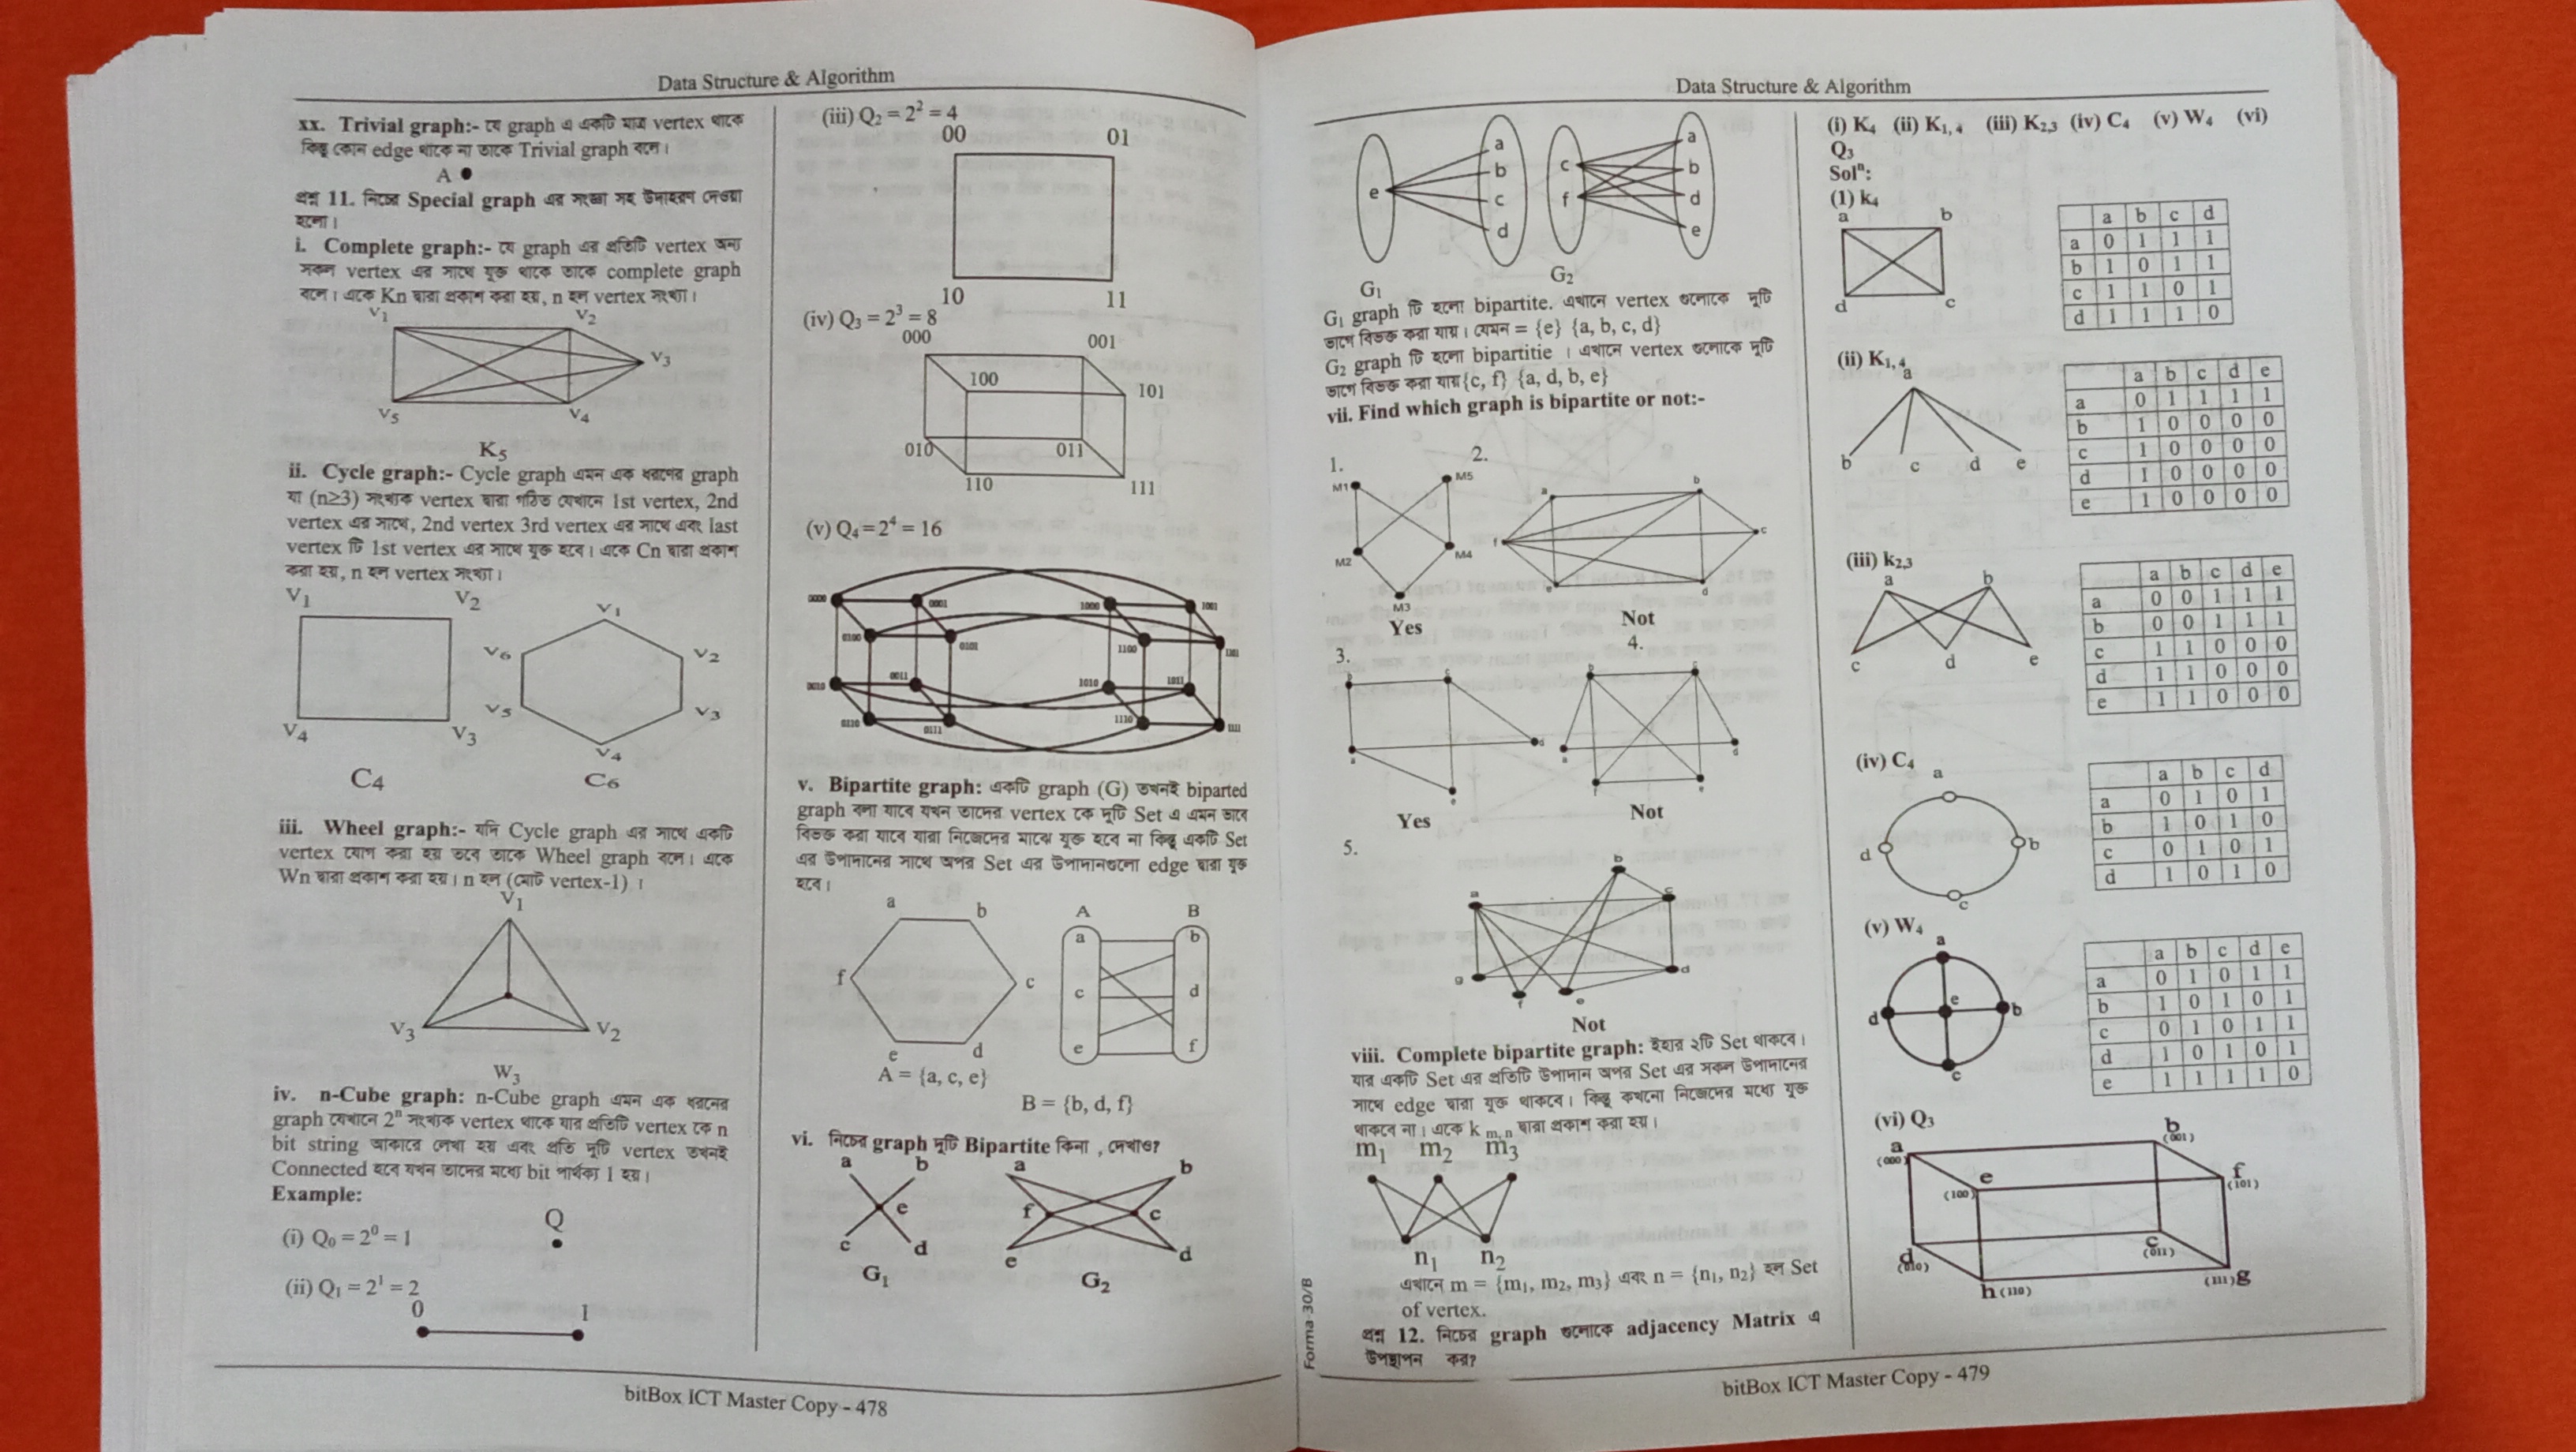 Data Structure & Algorithm
xx. Trivial graph:- যে graph এ একটি মাত্র vertex থাকে
কিন্তু কোন edge থাকে না তাকে Trivial graph বলে।
A
প্রশ্ন 11. নিচের Special graph এর সংজ্ঞা সহ উদাহরণ দেওয়া
হলো।
i. Complete graph:- যে graph এর প্রতিটি vertex অন্য
সকল vertex এর সাথে যুক্ত থাকে তাকে complete graph
বলে। একে Kn দ্বারা প্রকাশ করা হয়, n হল vertex সংখ্যা।
V1 V2
V3
V5 V4
K5
ii. Cycle graph:- Cycle graph এমন এক ধরণের graph
যা (n≥3) সংখ্যক vertex দ্বারা গঠিত যেখানে 1st vertex, 2nd
vertex এর সাথে, 2nd vertex 3rd vertex এর সাথে এবং last
vertex টি 1st vertex এর সাথে যুক্ত হবে। একে Cn দ্বারা প্রকাশ
করা হয়, n হল vertex সংখ্যা।
V1 V2 V1
V6 V2
V5 V3
V4 V3 V4
C4 C6
iii. Wheel graph:- যদি Cycle graph এর সাথে একটি
vertex যোগ করা হয় তবে তাকে Wheel graph বলে। একে
Wn দ্বারা প্রকাশ করা হয়। n হল (মোট vertex-1) ।
V1
V3 V2
W3
iv. n-Cube graph: n-Cube graph এমন এক ধরনের
graph যেখানে 2ⁿ সংখ্যক vertex থাকে যার প্রতিটি vertex কে n
bit string আকারে লেখা হয় এবং প্রতি দুটি vertex তখনই
Connected হবে যখন তাদের মধ্যে bit পার্থক্য 1 হয়।
Example:
Q
(i) Q0 = 2⁰ = 1
(ii) Q1 = 2¹ = 2
0 1
(iii) Q2 = 2² = 4
00 01
10 11
(iv) Q3 = 2³ = 8
000 001
100 101
010 011
110 111
(v) Q4 = 2⁴ = 16
0000 0001 1000 1001
0100 0101 1100 1101
0010 0011 1010 1011
0110 0111 1110 1111
v. Bipartite graph: একটি graph (G) তখনই biparted
graph বলা যাবে যখন তাদের vertex কে দুটি Set এ এমন ভাবে
বিভক্ত করা যাবে যারা নিজেদের মাঝে যুক্ত হবে না কিন্তু একটি Set
এর উপাদানের সাথে অপর Set এর উপাদানগুলো edge দ্বারা যুক্ত
হবে।
a b A B
a b
f c c d
e d e f
A = {a, c, e}
B = {b, d, f}
vi. নিচের graph দুটি Bipartite কিনা , দেখাও?
a b a b
e f c
c d e d
G1 G2
bitBox ICT Master Copy - 478
Data Structure & Algorithm
a a
b c b
e c f d
d e
G1 G2
G1 graph টি হলো bipartite. এখানে vertex গুলোকে দুটি
ভাগে বিভক্ত করা যায়। যেমন = {e} {a, b, c, d}
G2 graph টি হলো bipartitie । এখানে vertex গুলোকে দুটি
ভাগে বিভক্ত করা যায়{c, f} {a, d, b, e}
vii. Find which graph is bipartite or not:-
1. 2.
M1 M5 a b
f c
M2 M4 e d
M3
Yes Not
3. 4.
b c b c
a d a d
e f e
Yes Not
5.
b
a c
g d
f e
Not
viii. Complete bipartite graph: ইহার ২টি Set থাকবে।
যার একটি Set এর প্রতিটি উপাদান অপর Set এর সকল উপাদানের
সাথে edge দ্বারা যুক্ত থাকবে। কিন্তু কখনো নিজেদের মধ্যে যুক্ত
থাকবে না। একে k m, n দ্বারা প্রকাশ করা হয়।
m1 m2 m3
n1 n2
এখানে m = {m1, m2, m3} এবং n = {n1, n2} হল Set
of vertex.
প্রশ্ন 12. নিচের graph গুলোকে adjacency Matrix এ
উপস্থাপন কর?
Forma - 30/B
(i) K4 (ii) K1, 4 (iii) K2,3 (iv) C4 (v) W4 (vi)
Q3
Solⁿ:
(1) k4
a b
d c
a b c d
a 0 1 1 1
b 1 0 1 1
c 1 1 0 1
d 1 1 1 0
(ii) K1, 4
a
b c d e
a b c d e
a 0 1 1 1 1
b 1 0 0 0 0
c 1 0 0 0 0
d 1 0 0 0 0
e 1 0 0 0 0
(iii) k2,3
a b
c d e
a b c d e
a 0 0 1 1 1
b 0 0 1 1 1
c 1 1 0 0 0
d 1 1 0 0 0
e 1 1 0 0 0
(iv) C4
a
d b
c
a b c d
a 0 1 0 1
b 1 0 1 0
c 0 1 0 1
d 1 0 1 0
(v) W4
a
e
d b
c
a b c d e
a 0 1 0 1 1
b 1 0 1 0 1
c 0 1 0 1 1
d 1 0 1 0 1
e 1 1 1 1 0
(vi) Q3
a (000) b (001)
e (100) f (101)
d (010) c (011)
h (110) (111) g
bitBox ICT Master Copy - 479